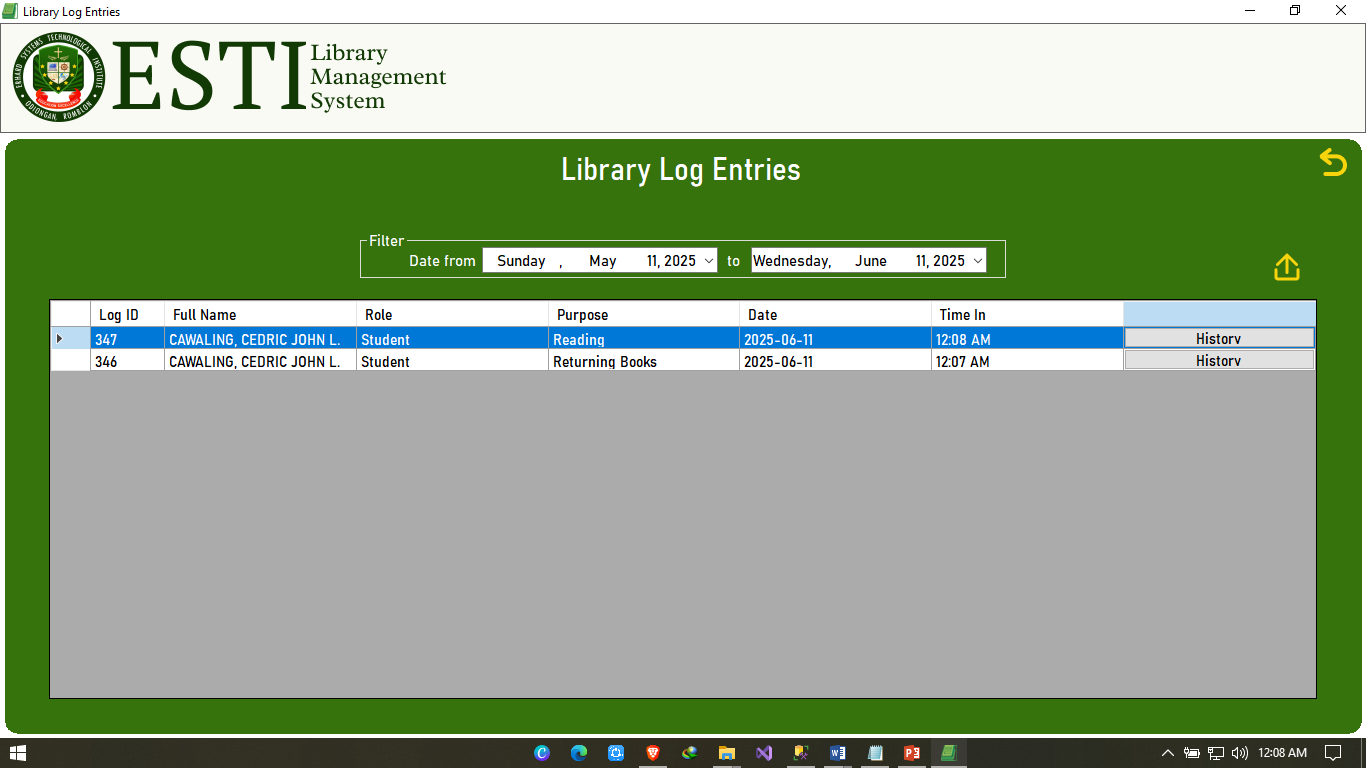 Library Log Entries
ERHARD SYSTEMS TECHNOLOGICAL INSTITUTE
ODIONGAN, ROMBLON
ESTI
Library
Management
System
Library Log Entries
Filter
Date from Sunday , May 11, 2025 to Wednesday, June 11, 2025
Log ID Full Name Role Purpose Date Time In
347 CAWALING, CEDRIC JOHN L. Student Reading 2025-06-11 12:08 AM History
346 CAWALING, CEDRIC JOHN L. Student Returning Books 2025-06-11 12:07 AM History
12:08 AM